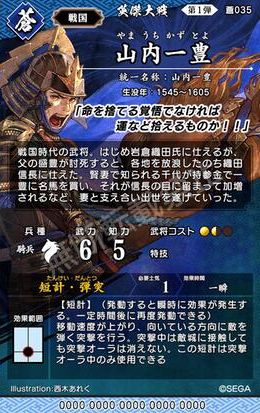 蒼
戦国
英傑大戦
第1弾
蒼035
やま うち かず とよ
山内一豊
統一名称：山内一豊
生没年：1545～1605
「命を捨てる覚悟でなければ
運など拾えるものか！！」
戦国時代の武将。はじめ岩倉織田氏に仕えるが、
父の盛豊が討死すると、各地を放浪したのち織田
信長に仕えた。賢妻で知られる千代が持参金で一
豊に名馬を買い、それが信長の目に留まって加増
されるなど、妻と支え合い出世を遂げていった。
兵種
騎兵
武力
6
知力
5
武将コスト
特技
たんけい・だんとつ
短計・弾突
必要士気
1
効果時間
一瞬
効果範囲
【短計】（発動すると瞬時に効果が発生す
る。一定時間後に再度発動できる）
移動速度が上がり、向いている方向に敵を
弾く突撃を行う。突撃中は敵城に接触して
も突撃オーラは消えない。この短計は突撃
オーラ中のみ使用できる
Illustration:西木あれく
©SEGA
0000-0000-0000-0000-0000